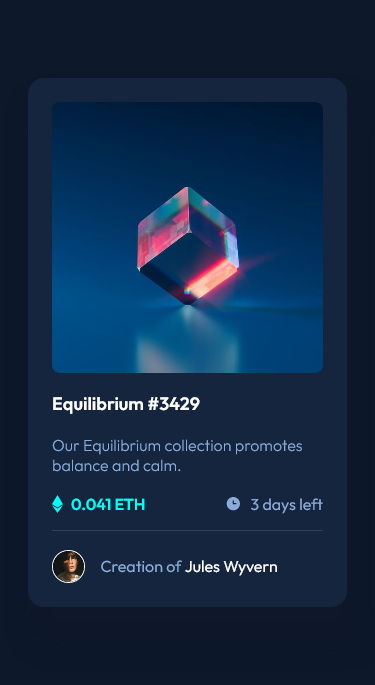 Equilibrium #3429
Our Equilibrium collection promotes
balance and calm.
0.041 ETH
3 days left
Creation of Jules Wyvern